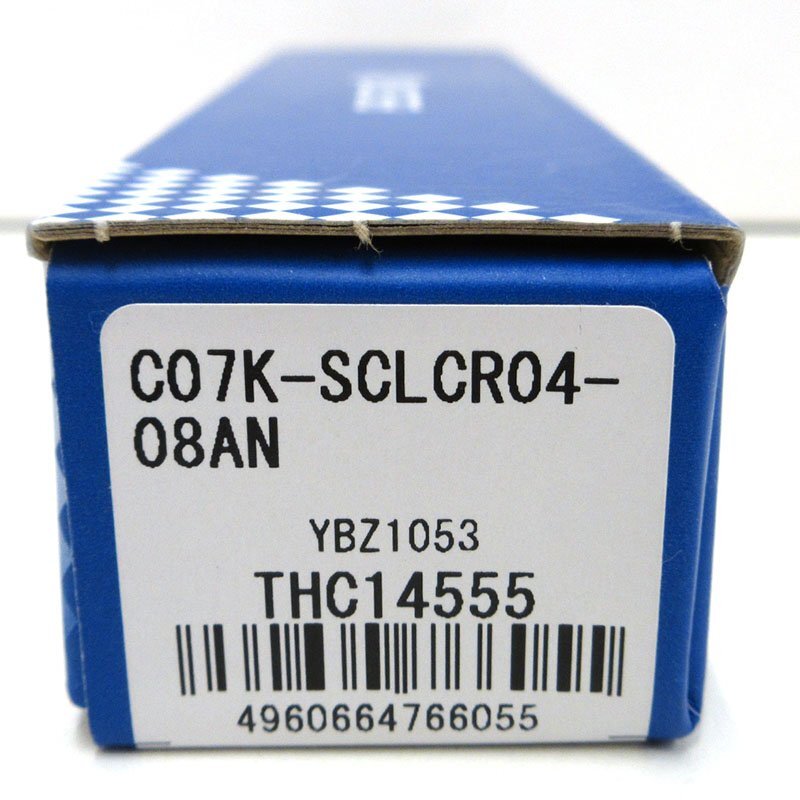 C07K-SCLCR04-
08AN
YBZ1053
THC14555
4960664766055